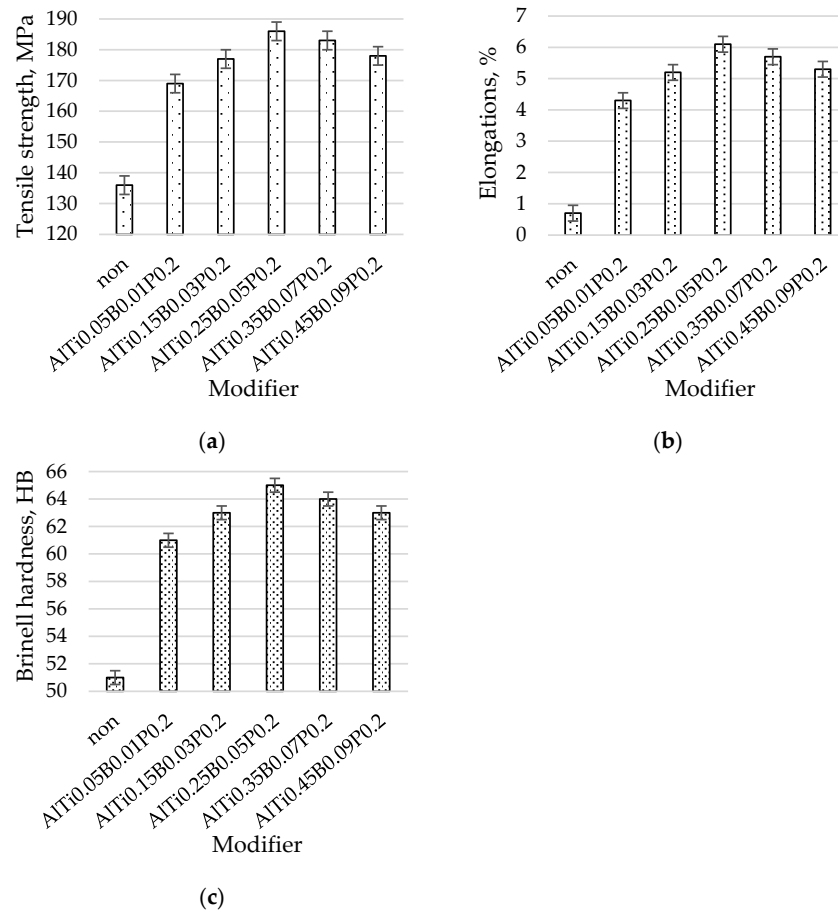 Tensile strength, MPa
190
180
170
160
150
140
130
120
non
AlTi0.05B0.01P0.2
AlTi0.15B0.03P0.2
AlTi0.25B0.05P0.2
AlTi0.35B0.07P0.2
AlTi0.45B0.09P0.2
Modifier
(a)
Elongations, %
7
6
5
4
3
2
1
0
non
AlTi0.05B0.01P0.2
AlTi0.15B0.03P0.2
AlTi0.25B0.05P0.2
AlTi0.35B0.07P0.2
AlTi0.45B0.09P0.2
Modifier
(b)
Brinell hardness, HB
66
64
62
60
58
56
54
52
50
non
AlTi0.05B0.01P0.2
AlTi0.15B0.03P0.2
AlTi0.25B0.05P0.2
AlTi0.35B0.07P0.2
AlTi0.45B0.09P0.2
Modifier
(c)